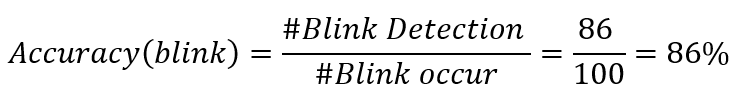 Accuracy(blink) = #Blink Detection / #Blink occur = 86 / 100 = 86%